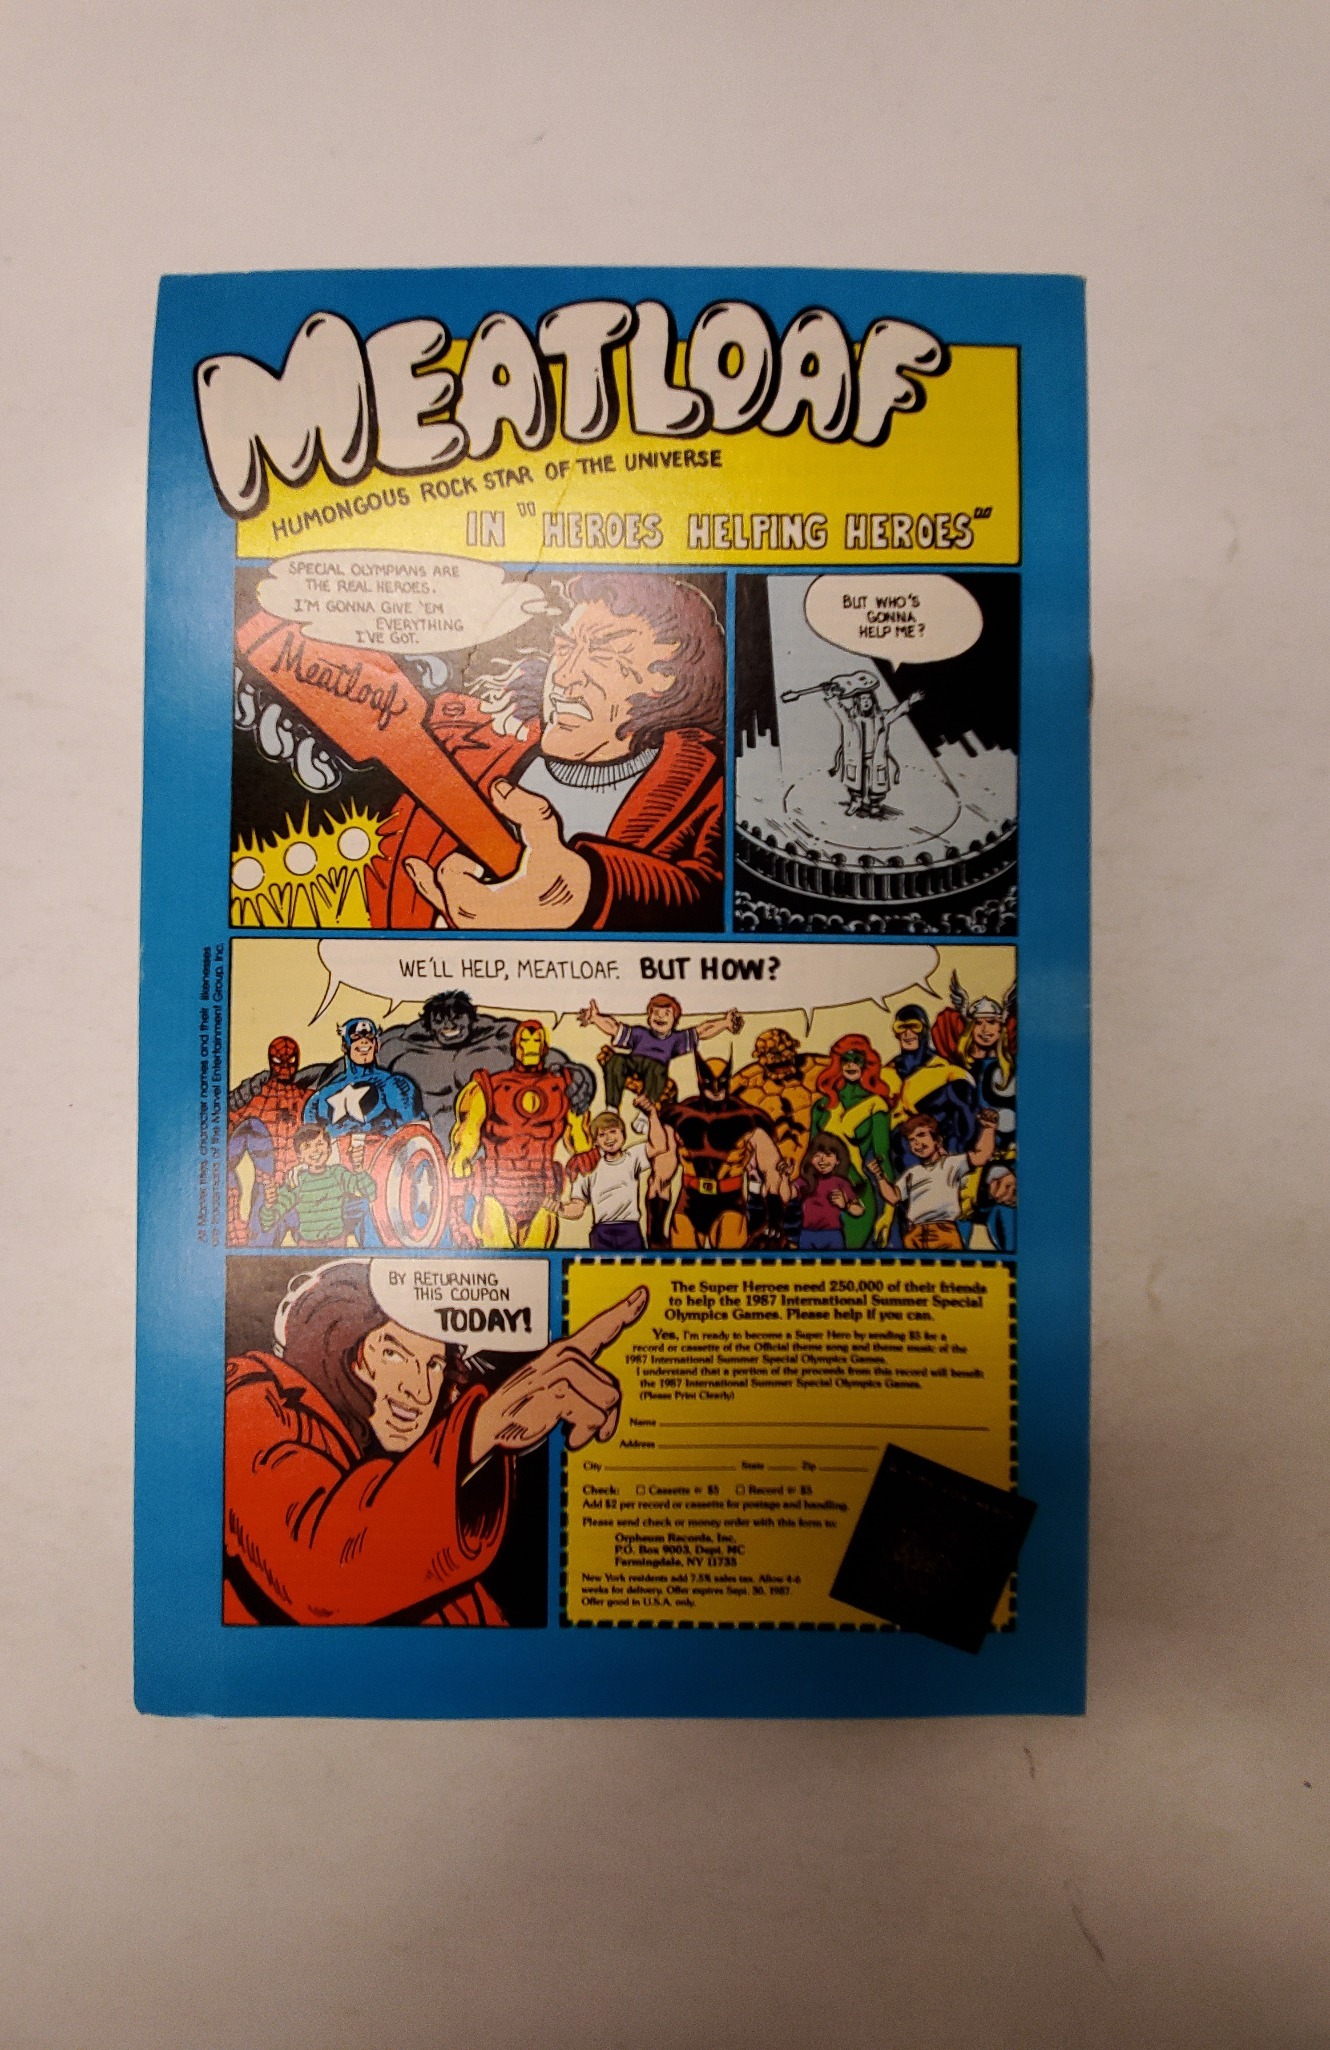 MEATLOAF
HUMONGOUS ROCK STAR OF THE UNIVERSE
IN "HEROES HELPING HEROES"
SPECIAL OLYMPIANS ARE
THE REAL HEROES.
I'M GONNA GIVE 'EM
EVERYTHING
I'VE GOT.
Meatloaf
BUT WHO'S
GONNA
HELP ME?
WE'LL HELP, MEATLOAF. BUT HOW?
All Marvel titles, character names and their likenesses
are trademarks of the Marvel Entertainment Group, Inc.
BY RETURNING
THIS COUPON
TODAY!
The Super Heroes need 250,000 of their friends
to help the 1987 International Summer Special
Olympics Games. Please help if you can.
Yes, I'm ready to become a Super Hero by sending $5 for a
record or cassette of the Official theme song and theme music of the
1987 International Summer Special Olympics Games.
I understand that a portion of the proceeds from this record will benefit
the 1987 International Summer Special Olympics Games.
(Please Print Clearly)
Name
Address
City State Zip
Check: □ Cassette @ $5 □ Record @ $5
Add $2 per record or cassette for postage and handling.
Please send check or money order with this form to:
Orpheum Records, Inc.
P.O. Box 9003, Dept. MC
Farmingdale, NY 11735
New York residents add 7.5% sales tax. Allow 4-6
weeks for delivery. Offer expires Sept. 30, 1987.
Offer good in U.S.A. only.